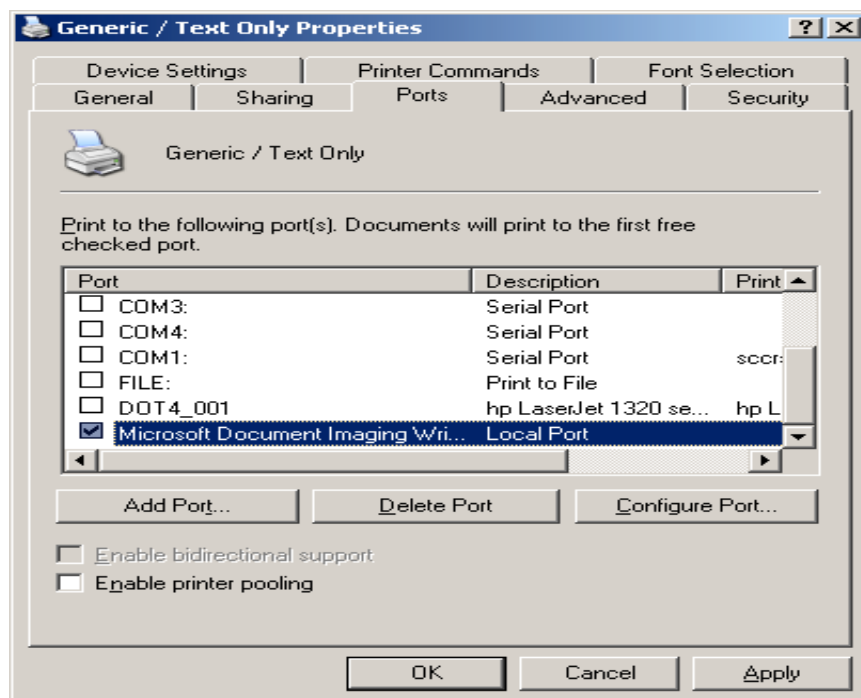 Generic / Text Only Properties
Device Settings Printer Commands Font Selection
General Sharing Ports Advanced Security
Generic / Text Only
Print to the following port(s). Documents will print to the first free
checked port.
Port Description Print
COM3: Serial Port
COM4: Serial Port
COM1: Serial Port sccr
FILE: Print to File
DOT4_001 hp LaserJet 1320 se... hp L
Microsoft Document Imaging Wri... Local Port
Add Port... Delete Port Configure Port...
Enable bidirectional support
Enable printer pooling
OK Cancel Apply